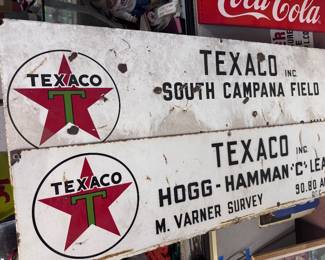 Coca-Cola
TEXACO
T
TEXACO INC.
SOUTH CAMPANA FIELD
TEXACO
T
TEXACO INC.
HOGG-HAMMAN "C" LEA
M. VARNER SURVEY 90.80 A